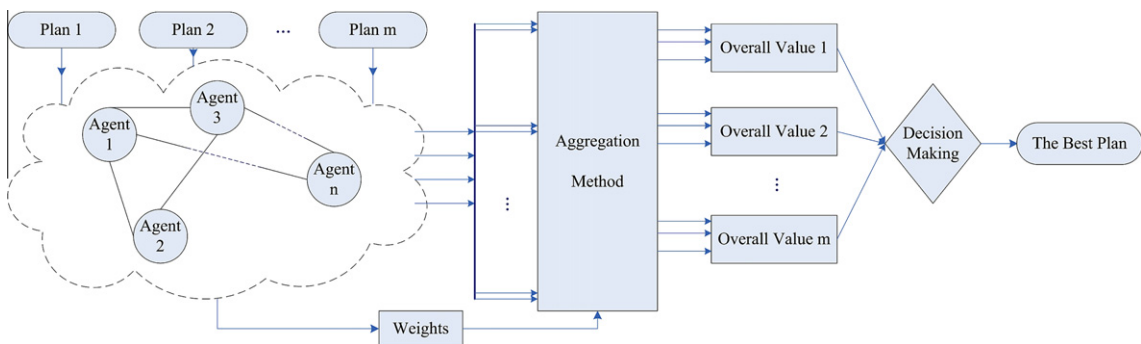 Plan 1
Plan 2
...
Plan m
Agent
1
Agent
3
Agent
n
Agent
2
...
Aggregation
Method
Weights
Overall Value 1
Overall Value 2
...
Overall Value m
Decision
Making
The Best Plan